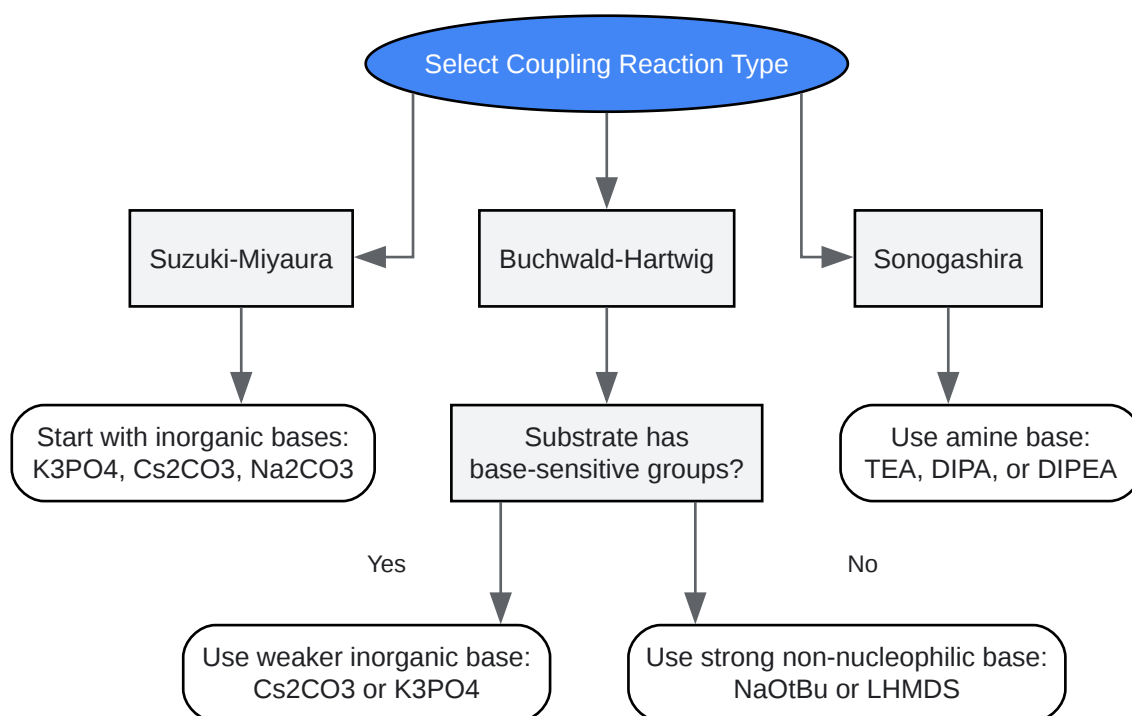 Select Coupling Reaction Type
Suzuki-Miyaura
Buchwald-Hartwig
Sonogashira
Start with inorganic bases:
K3PO4, Cs2CO3, Na2CO3
Substrate has
base-sensitive groups?
Use amine base:
TEA, DIPA, or DIPEA
Yes
No
Use weaker inorganic base:
Cs2CO3 or K3PO4
Use strong non-nucleophilic base:
NaOtBu or LHMDS